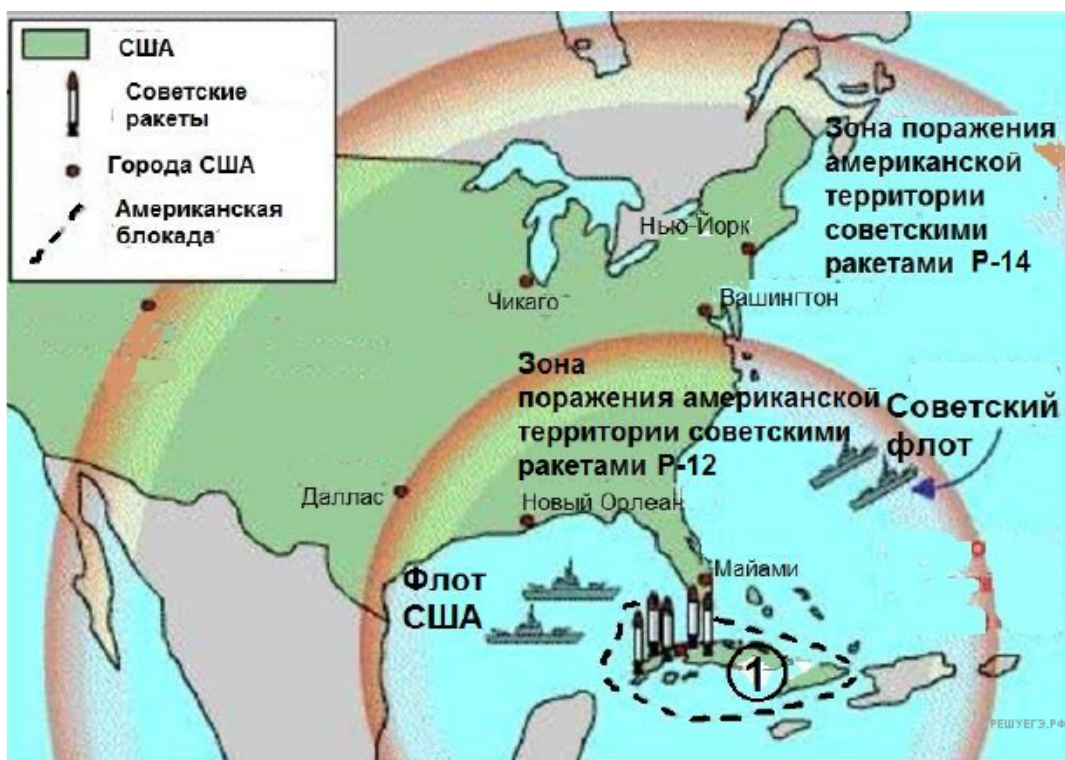 США
Советские
ракеты
Города США
Американская
блокада
Зона поражения
американской
территории
советскими
ракетами Р-14
Нью-Йорк
Чикаго
Вашингтон
Зона
поражения американской
территории советскими
ракетами Р-12
Советский
флот
Даллас
Новый Орлеан
Флот
США
Майами
1
РЕШУЕГЭ.РФ